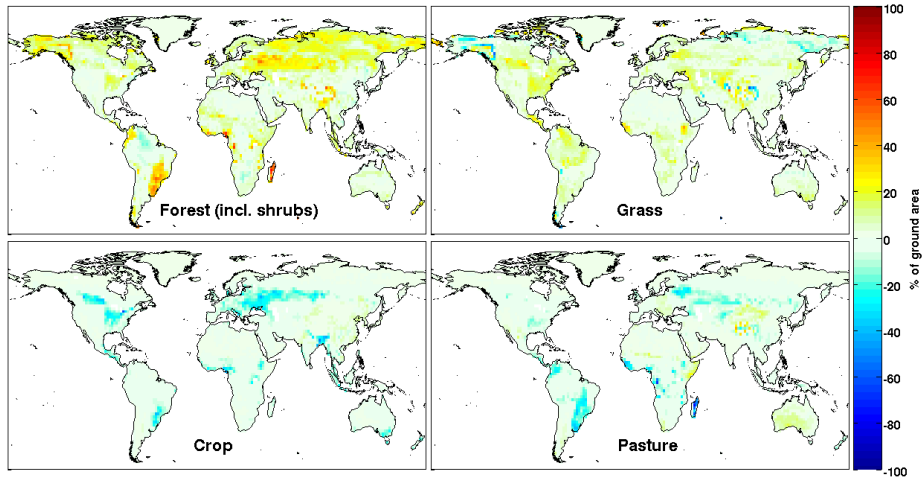 Forest (incl. shrubs)
Grass
Crop
Pasture
100
80
60
40
20
0
-20
-40
-60
-80
-100
% of ground area